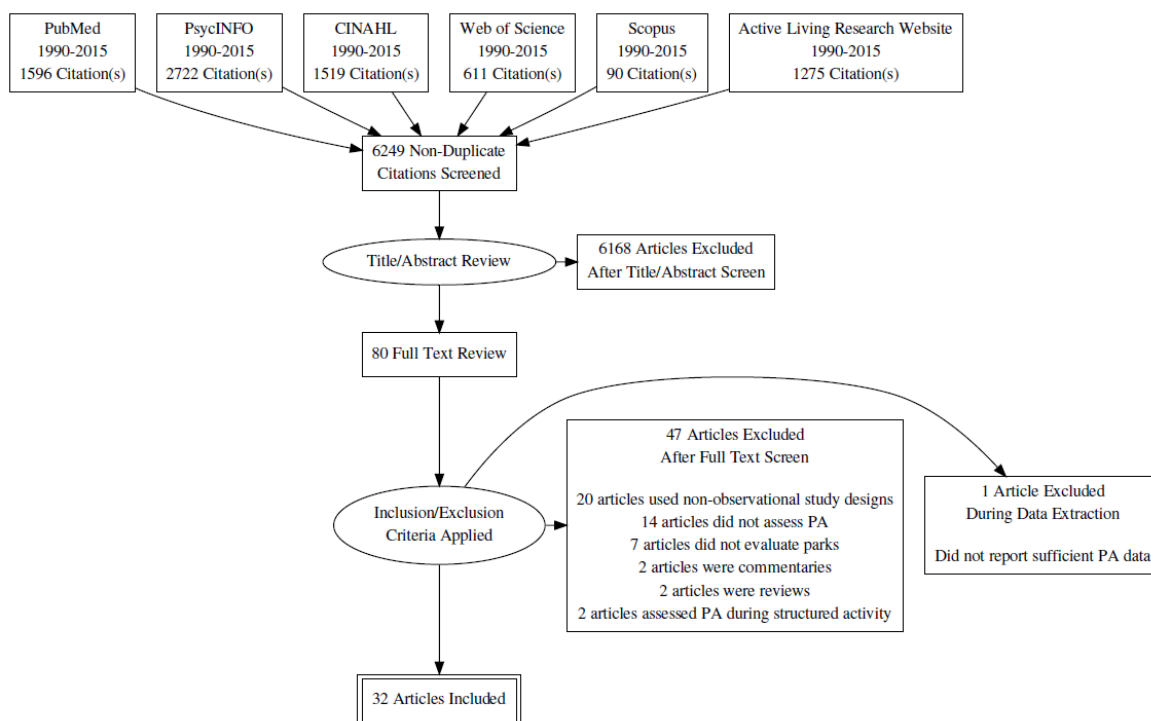 PubMed
1990-2015
1596 Citation(s)
PsycINFO
1990-2015
2722 Citation(s)
CINAHL
1990-2015
1519 Citation(s)
Web of Science
1990-2015
611 Citation(s)
Scopus
1990-2015
90 Citation(s)
Active Living Research Website
1990-2015
1275 Citation(s)
6249 Non-Duplicate
Citations Screened
Title/Abstract Review
6168 Articles Excluded
After Title/Abstract Screen
80 Full Text Review
Inclusion/Exclusion
Criteria Applied
47 Articles Excluded
After Full Text Screen
20 articles used non-observational study designs
14 articles did not assess PA
7 articles did not evaluate parks
2 articles were commentaries
2 articles were reviews
2 articles assessed PA during structured activity
1 Article Excluded
During Data Extraction
Did not report sufficient PA data
32 Articles Included